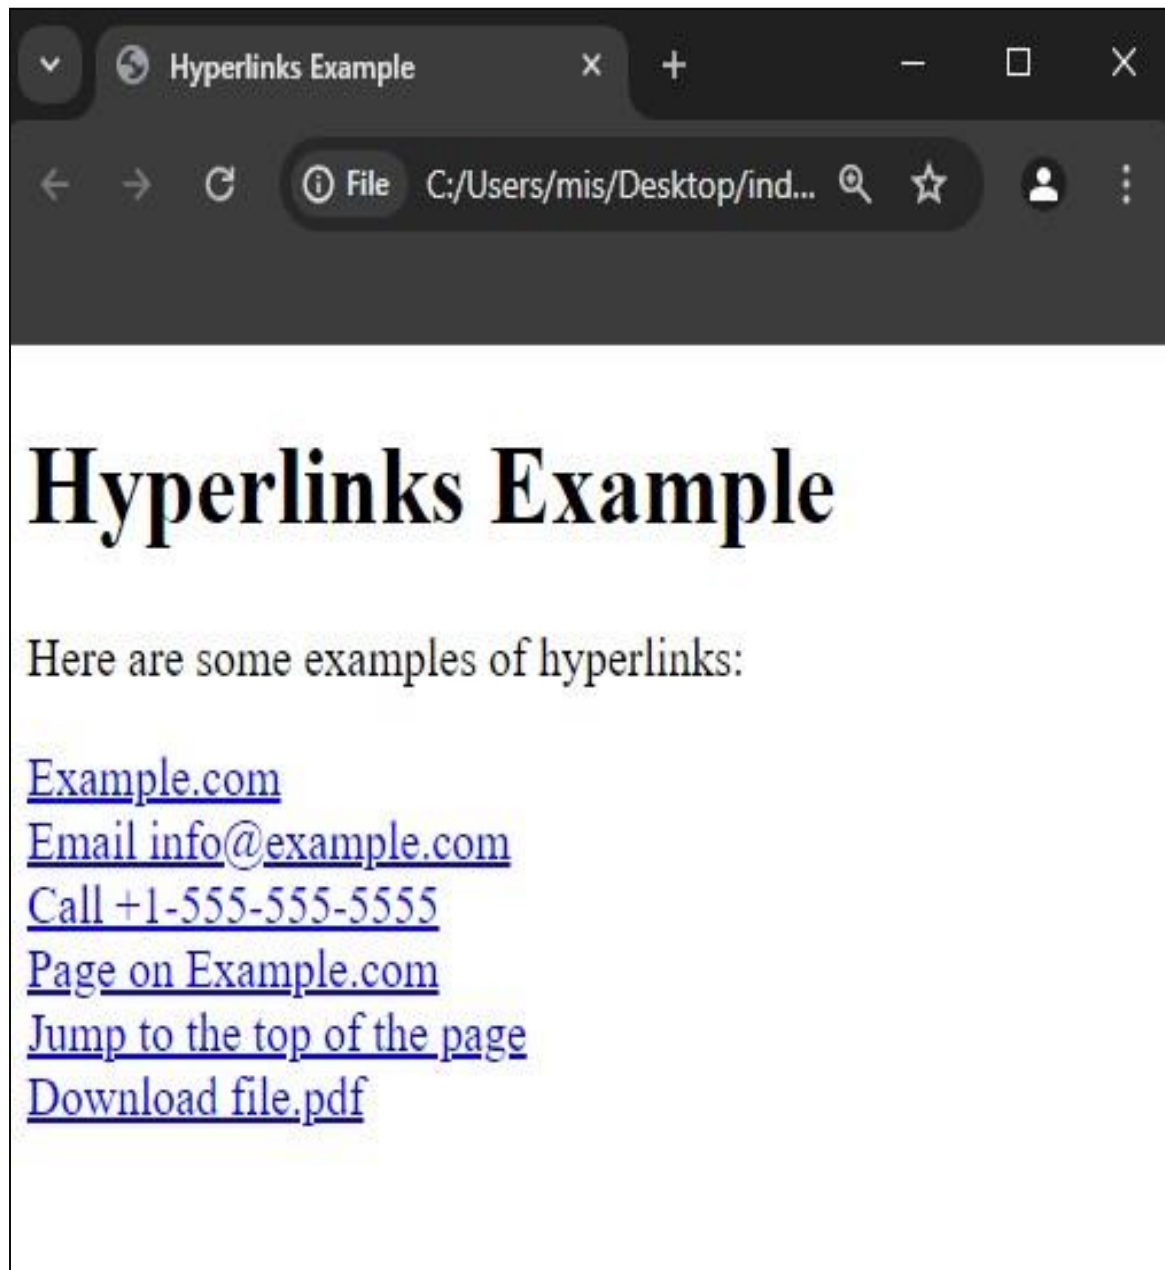 Hyperlinks Example
File C:/Users/mis/Desktop/ind...
Hyperlinks Example
Here are some examples of hyperlinks:
Example.com
Email info@example.com
Call +1-555-555-5555
Page on Example.com
Jump to the top of the page
Download file.pdf